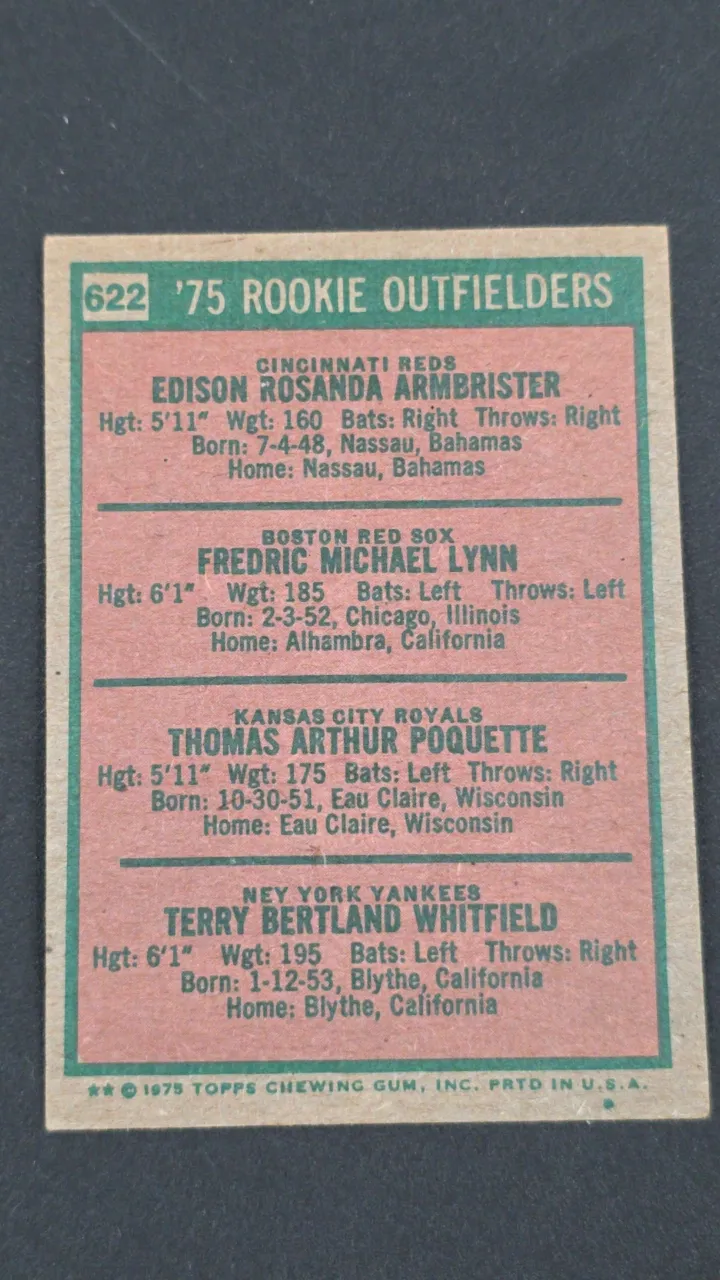 622 '75 ROOKIE OUTFIELDERS
CINCINNATI REDS
EDISON ROSANDA ARMBRISTER
Hgt: 5'11" Wgt: 160 Bats: Right Throws: Right
Born: 7-4-48, Nassau, Bahamas
Home: Nassau, Bahamas
BOSTON RED SOX
FREDRIC MICHAEL LYNN
Hgt: 6'1" Wgt: 185 Bats: Left Throws: Left
Born: 2-3-52, Chicago, Illinois
Home: Alhambra, California
KANSAS CITY ROYALS
THOMAS ARTHUR POQUETTE
Hgt: 5'11" Wgt: 175 Bats: Left Throws: Right
Born: 10-30-51, Eau Claire, Wisconsin
Home: Eau Claire, Wisconsin
NEY YORK YANKEES
TERRY BERTLAND WHITFIELD
Hgt: 6'1" Wgt: 195 Bats: Left Throws: Right
Born: 1-12-53, Blythe, California
Home: Blythe, California
★★ © 1975 TOPPS CHEWING GUM, INC. PRTD IN U.S.A.